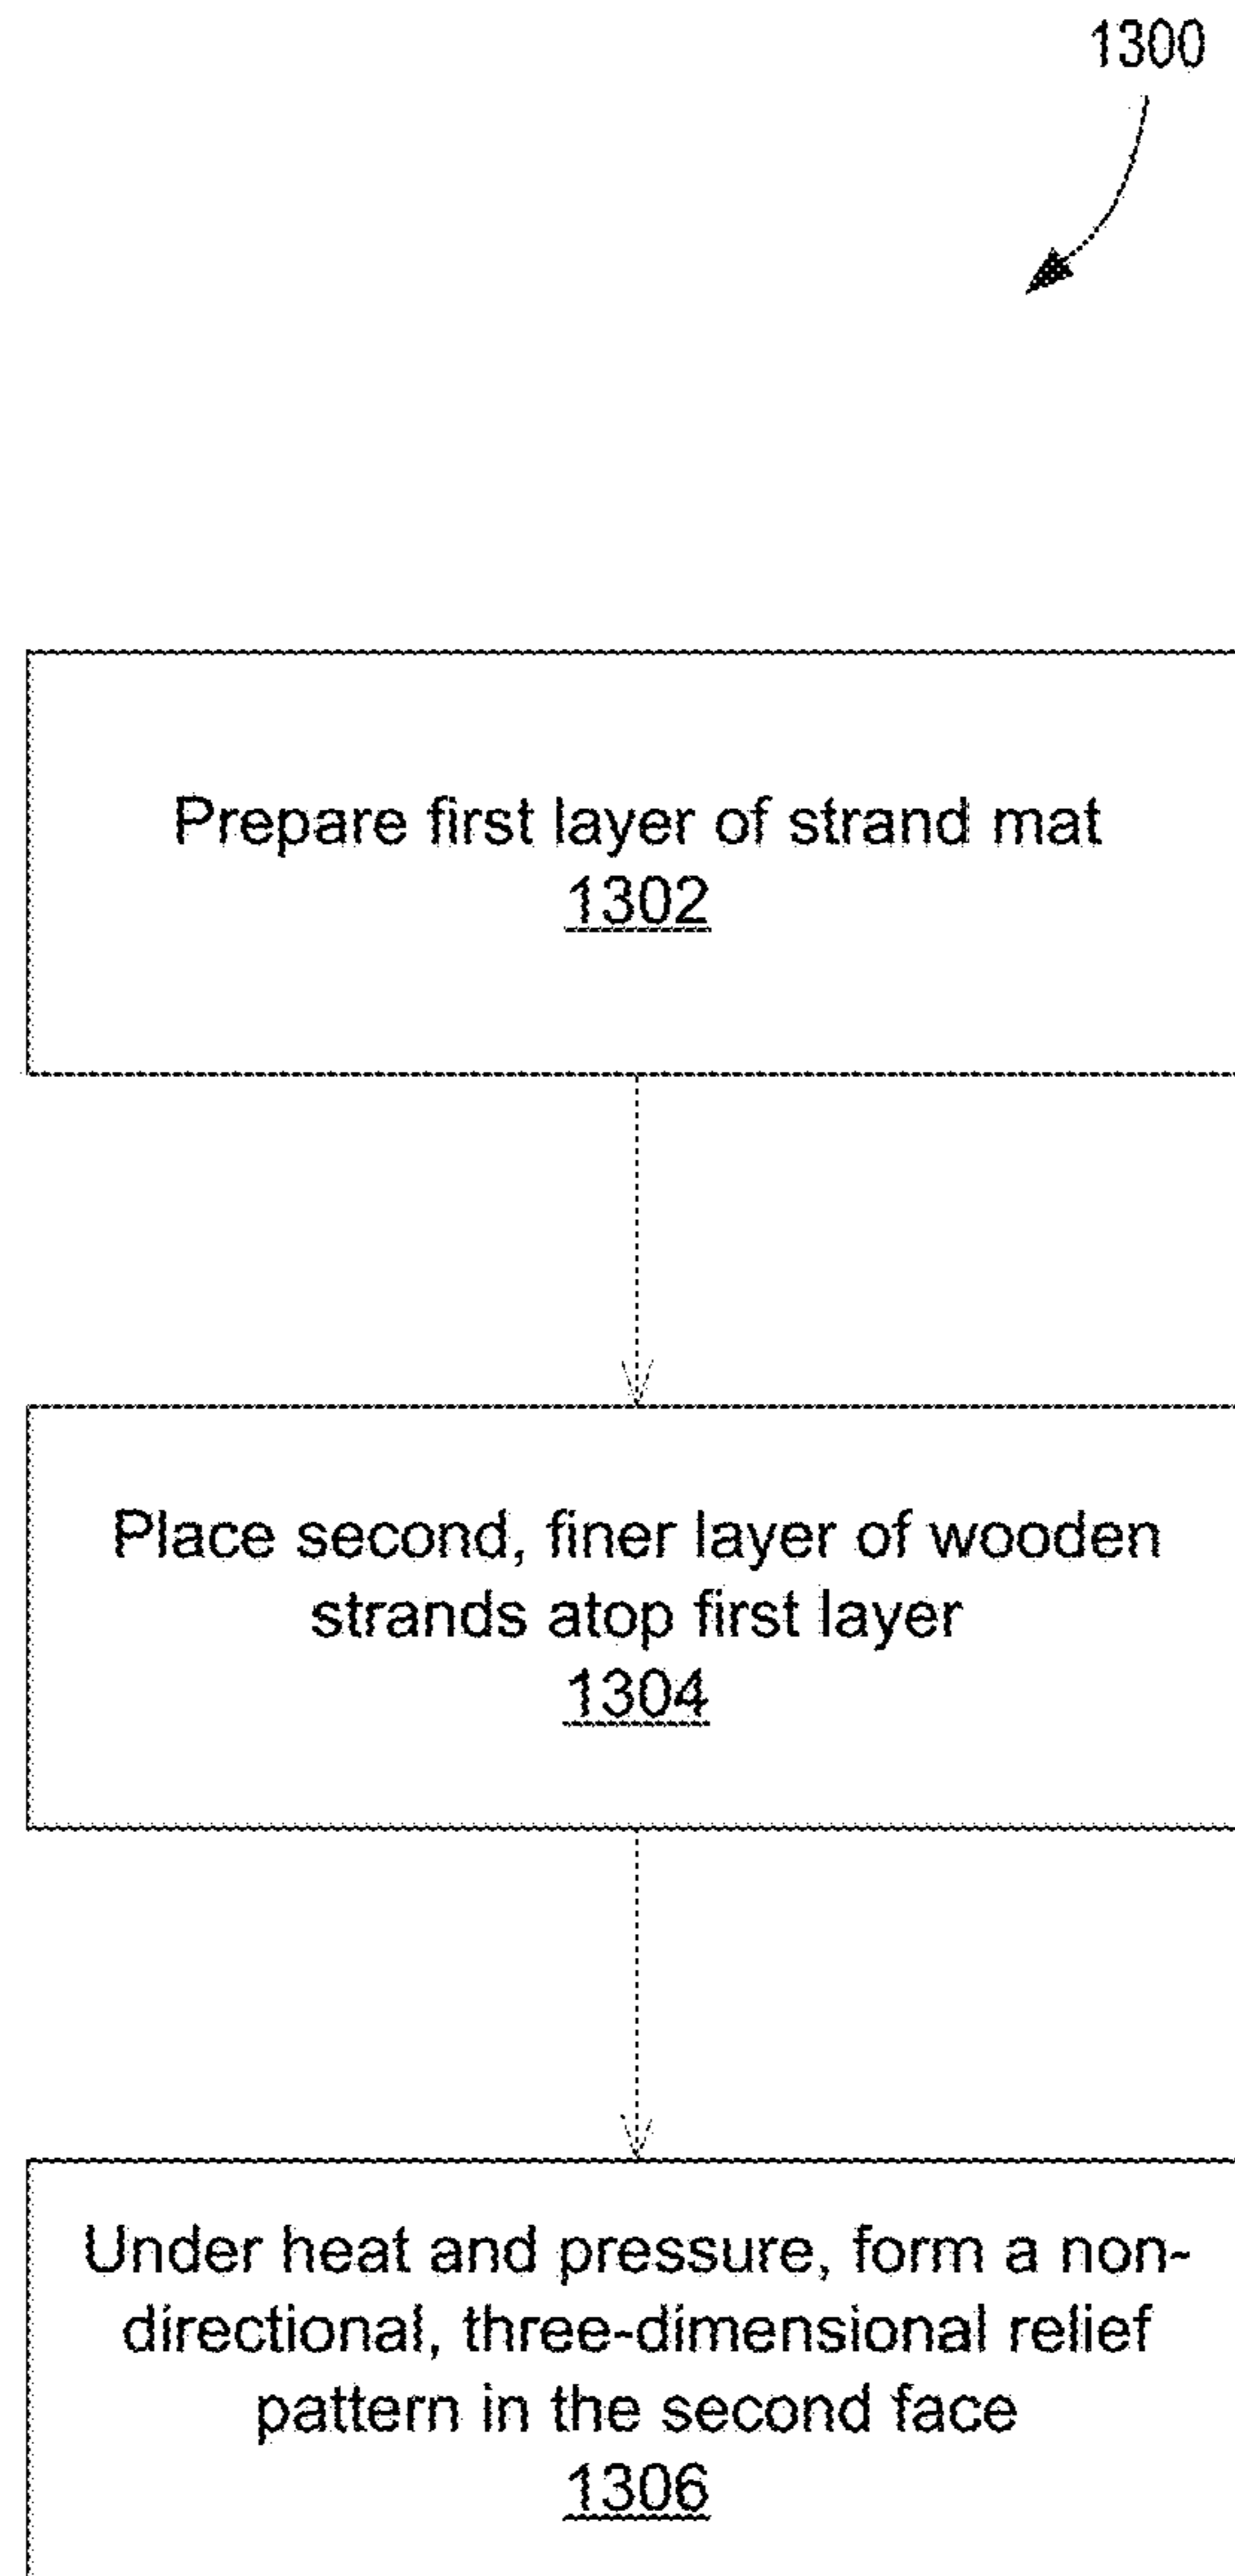 1300
Prepare first layer of strand mat
1302
Place second, finer layer of wooden
strands atop first layer
1304
Under heat and pressure, form a non-
directional, three-dimensional relief
pattern in the second face
1306